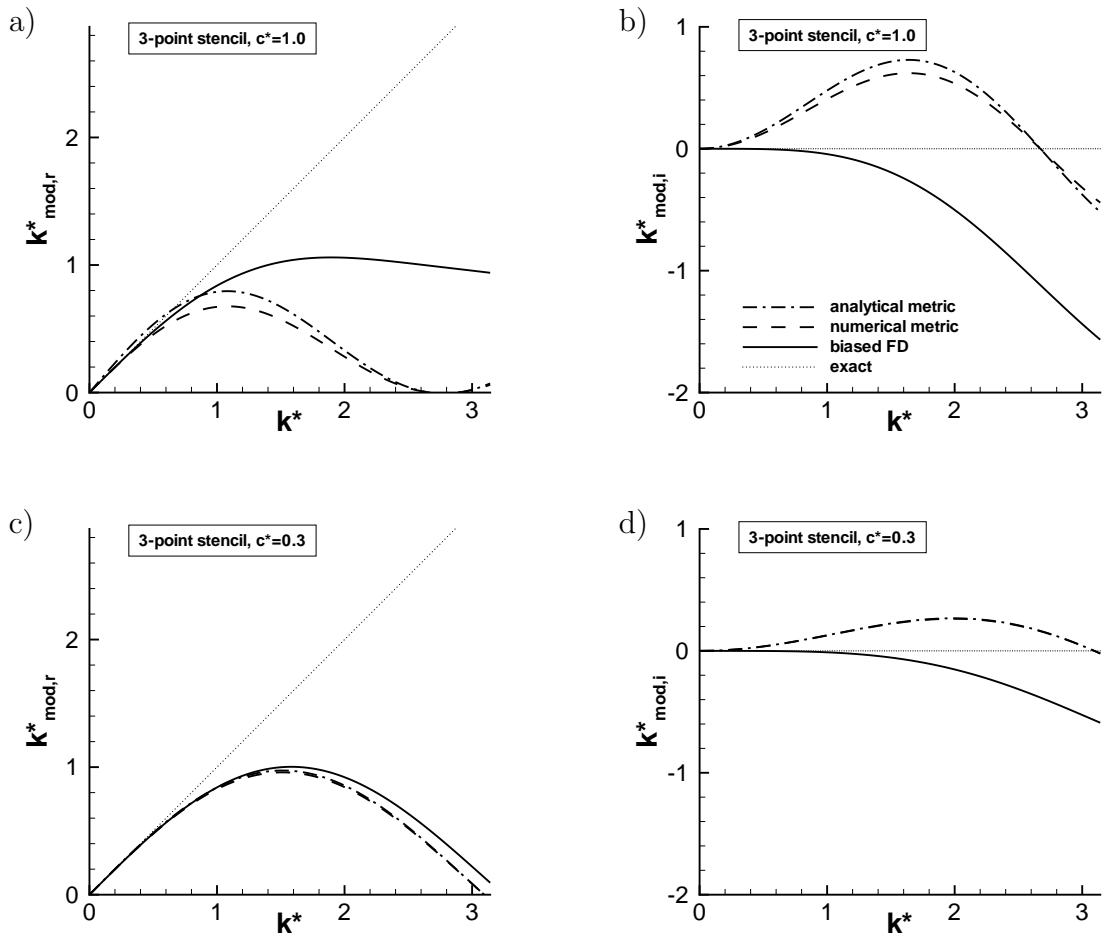 a)
3-point stencil, c*=1.0
k*mod,r
2
1
0
0
1
2
3
k*
b)
3-point stencil, c*=1.0
k*mod,i
1
0
-1
-2
analytical metric
numerical metric
biased FD
exact
0
1
2
3
k*
c)
3-point stencil, c*=0.3
k*mod,r
2
1
0
0
1
2
3
k*
d)
3-point stencil, c*=0.3
k*mod,i
1
0
-1
-2
0
1
2
3
k*